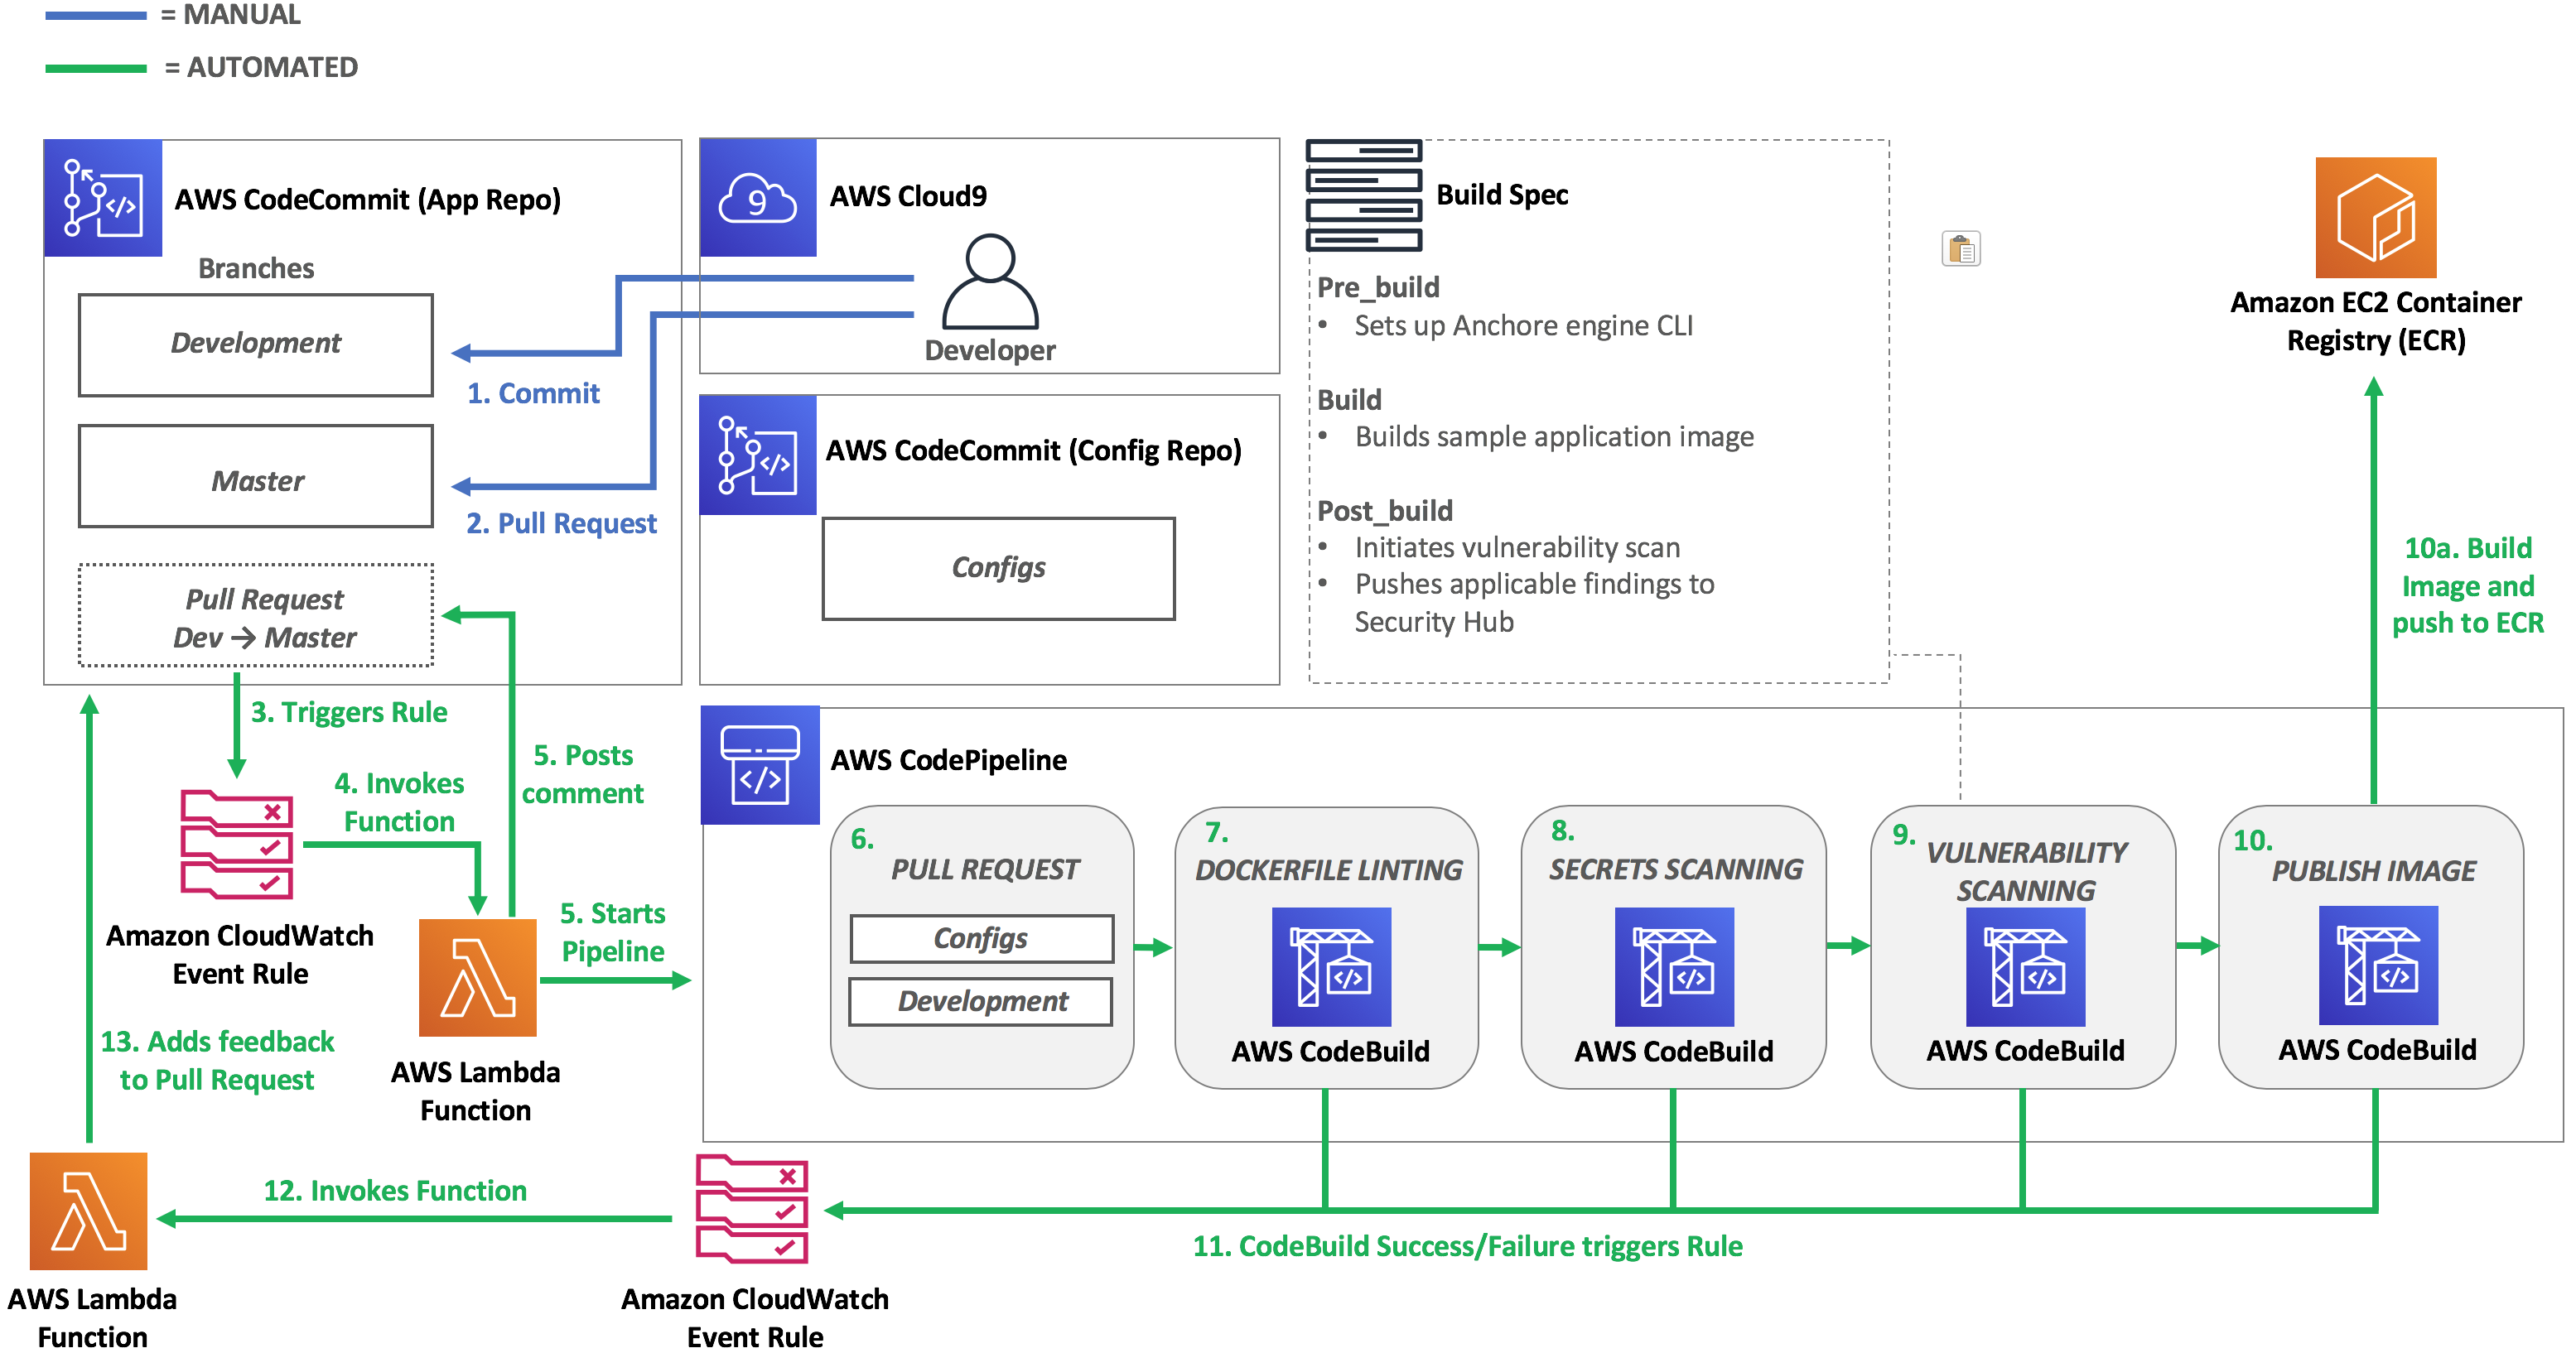 = MANUAL
= AUTOMATED
AWS CodeCommit (App Repo)
Branches
Development
Master
Pull Request
Dev → Master
AWS Cloud9
9
Developer
1. Commit
2. Pull Request
AWS CodeCommit (Config Repo)
Configs
Build Spec
Pre_build
• Sets up Anchore engine CLI
Build
• Builds sample application image
Post_build
• Initiates vulnerability scan
• Pushes applicable findings to
Security Hub
Amazon EC2 Container
Registry (ECR)
10a. Build
Image and
push to ECR
3. Triggers Rule
4. Invokes
Function
5. Posts
comment
Amazon CloudWatch
Event Rule
5. Starts
Pipeline
AWS Lambda
Function
13. Adds feedback
to Pull Request
AWS CodePipeline
6.
PULL REQUEST
Configs
Development
7.
DOCKERFILE LINTING
AWS CodeBuild
8.
SECRETS SCANNING
AWS CodeBuild
9.
VULNERABILITY
SCANNING
AWS CodeBuild
10.
PUBLISH IMAGE
AWS CodeBuild
11. CodeBuild Success/Failure triggers Rule
Amazon CloudWatch
Event Rule
12. Invokes Function
AWS Lambda
Function